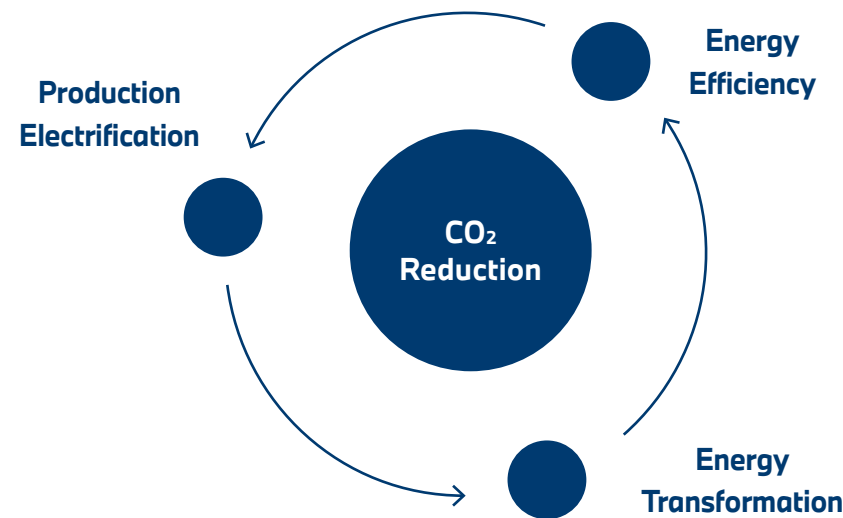 Energy
Efficiency
Production
Electrification
CO₂
Reduction
Energy
Transformation